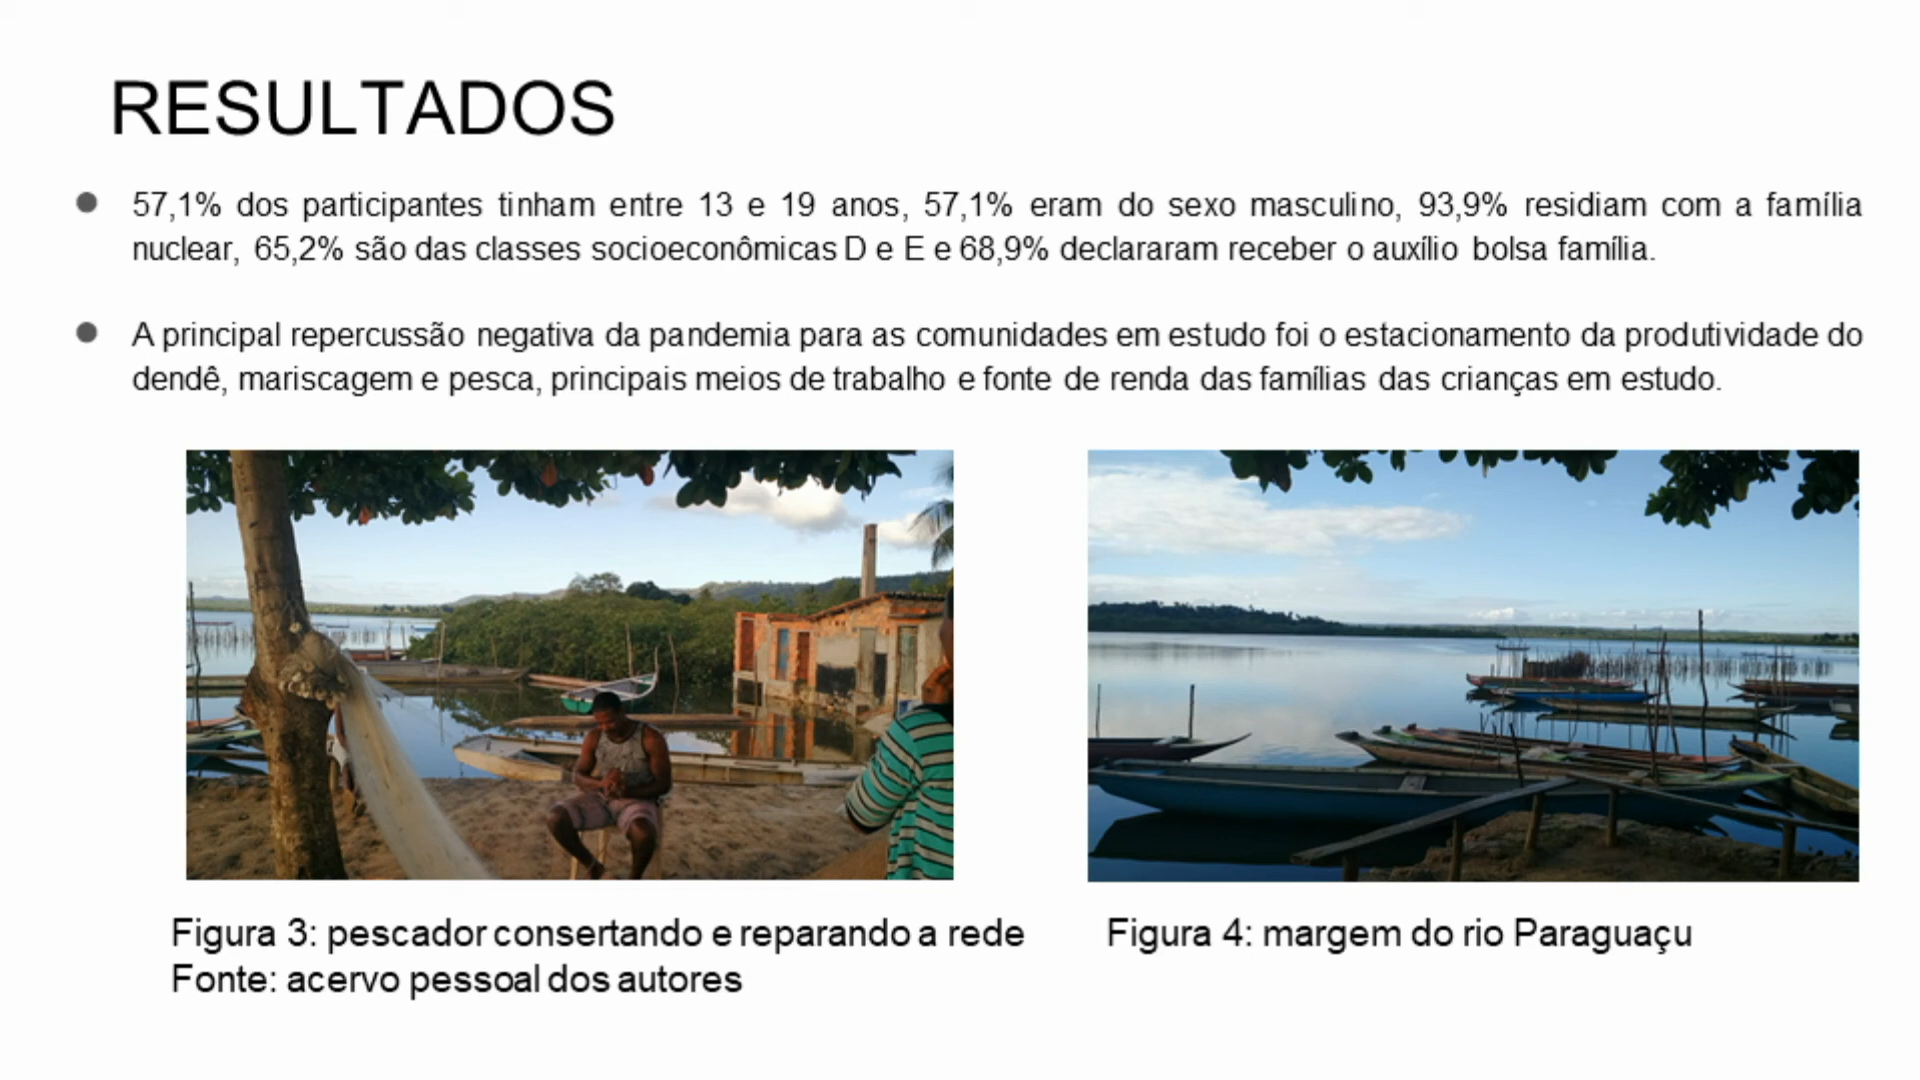 RESULTADOS
57,1% dos participantes tinham entre 13 e 19 anos, 57,1% eram do sexo masculino, 93,9% residiam com a família
nuclear, 65,2% são das classes socioeconômicas D e E e 68,9% declararam receber o auxílio bolsa família.
A principal repercussão negativa da pandemia para as comunidades em estudo foi o estacionamento da produtividade do
dendê, mariscagem e pesca, principais meios de trabalho e fonte de renda das famílias das crianças em estudo.
Figura 3: pescador consertando e reparando a rede
Fonte: acervo pessoal dos autores
Figura 4: margem do rio Paraguaçu